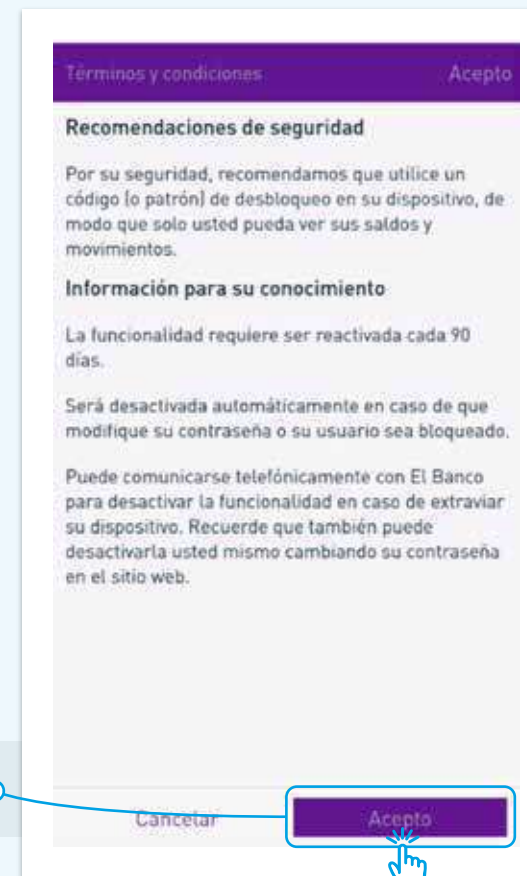 Términos y condiciones Acepto
Recomendaciones de seguridad
Por su seguridad, recomendamos que utilice un
código (o patrón) de desbloqueo en su dispositivo, de
modo que solo usted pueda ver sus saldos y
movimientos.
Información para su conocimiento
La funcionalidad requiere ser reactivada cada 90
días.
Será desactivada automáticamente en caso de que
modifique su contraseña o su usuario sea bloqueado.
Puede comunicarse telefónicamente con El Banco
para desactivar la funcionalidad en caso de extraviar
su dispositivo. Recuerde que también puede
desactivarla usted mismo cambiando su contraseña
en el sitio web.
Cancelar Acepto